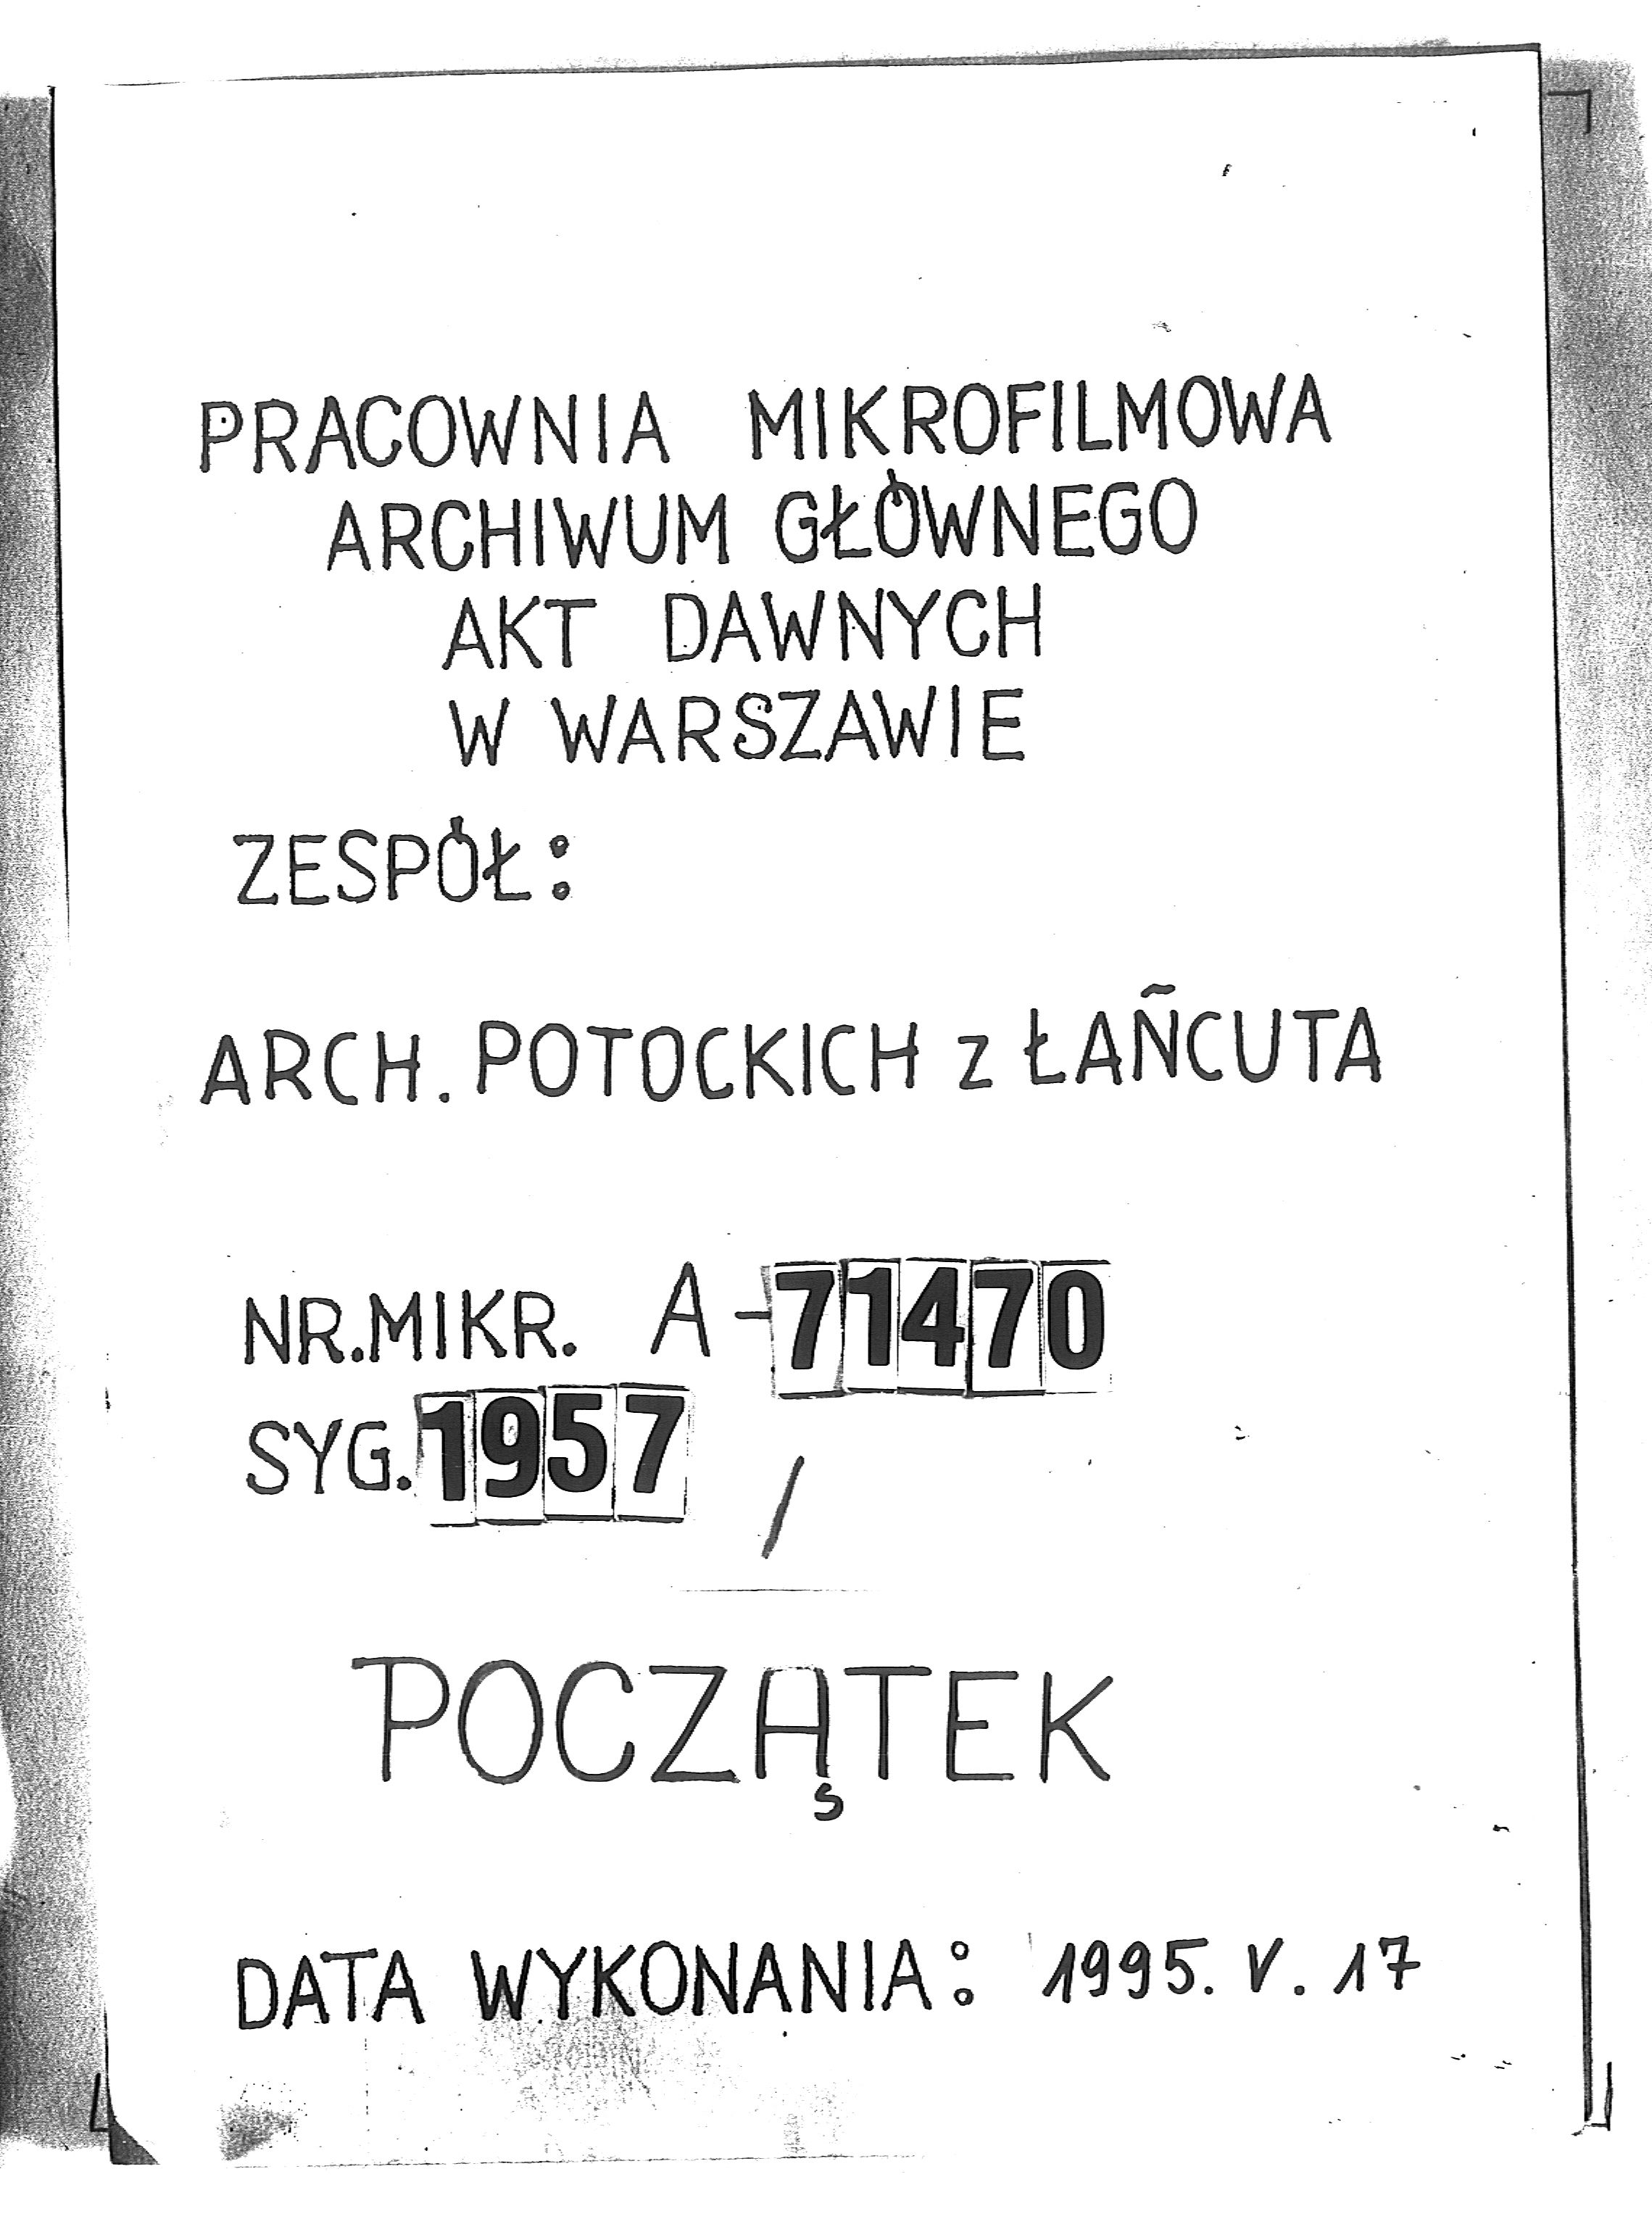 PRACOWNIA MIKROFILMOWA
ARCHIWUM GŁÓWNEGO
AKT DAWNYCH
W WARSZAWIE
ZESPÓŁ:
ARCH. POTOCKICH z ŁAŃCUTA
NR.MIKR. A-71470
SYG. 1957 /
POCZĄTEK
DATA WYKONANIA: 1995. V. 17